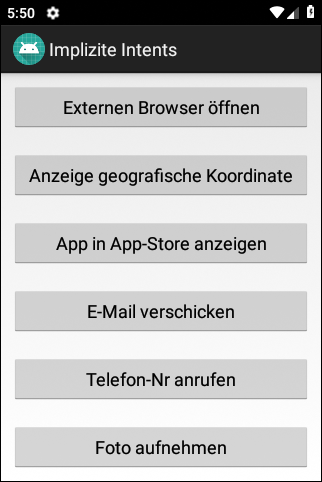 5:50
Implizite Intents
Externen Browser öffnen
Anzeige geografische Koordinate
App in App-Store anzeigen
E-Mail verschicken
Telefon-Nr anrufen
Foto aufnehmen